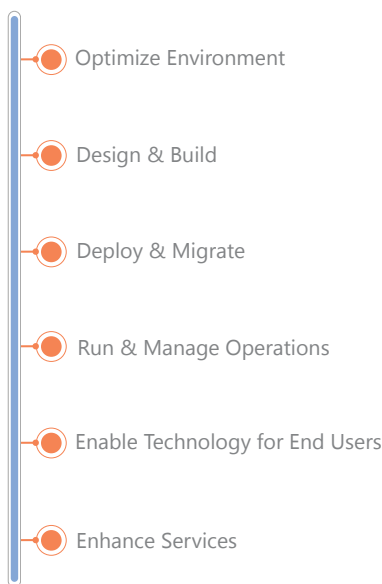 Optimize Environment
Design & Build
Deploy & Migrate
Run & Manage Operations
Enable Technology for End Users
Enhance Services